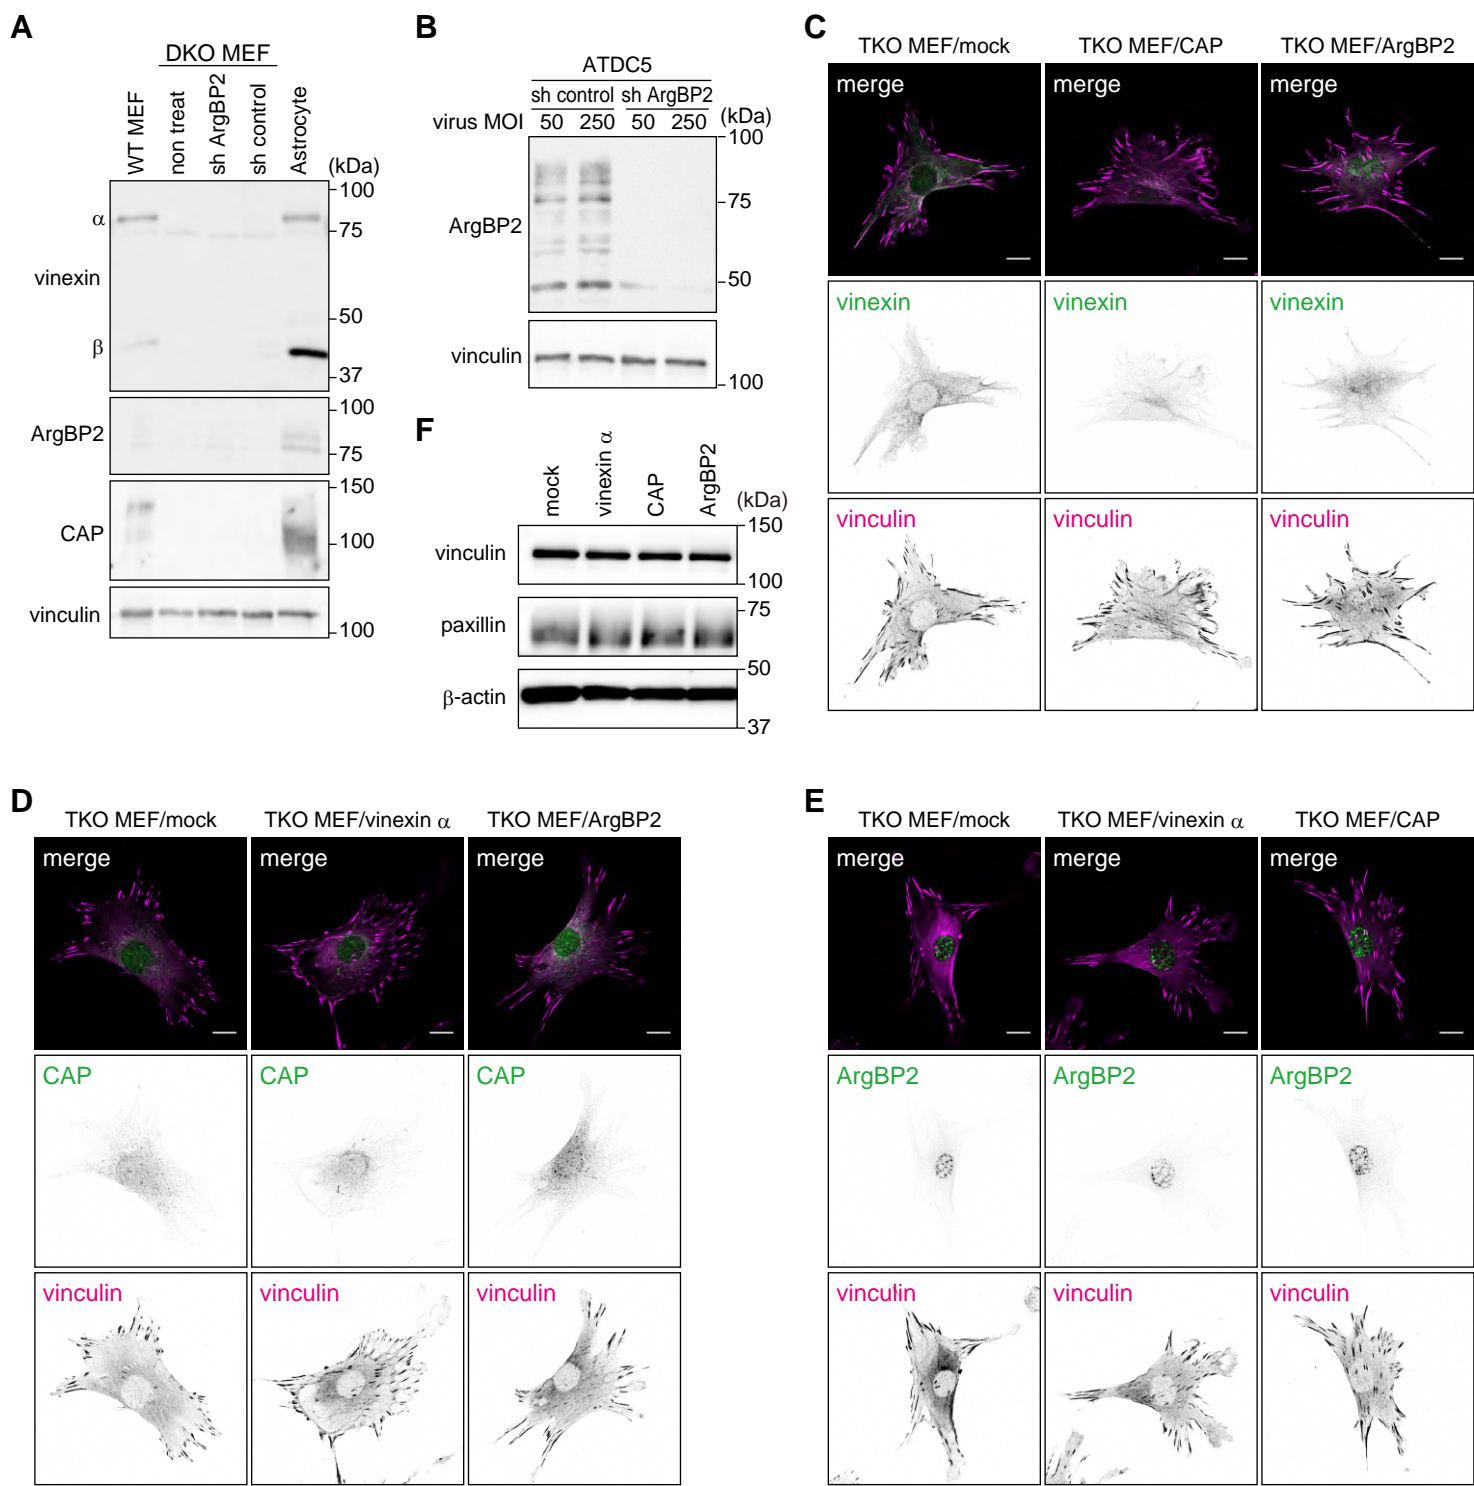 A
DKO MEF
WT MEF
non treat
sh ArgBP2
sh control
Astrocyte
(kDa)
α
vinexin
β
100
75
50
37
ArgBP2
100
75
CAP
150
100
vinculin
100
B
ATDC5
sh control sh ArgBP2
virus MOI 50 250 50 250 (kDa)
100
ArgBP2
75
50
vinculin
100
F
mock
vinexin α
CAP
ArgBP2
(kDa)
150
vinculin
100
75
paxillin
50
β-actin
37
C
TKO MEF/mock TKO MEF/CAP TKO MEF/ArgBP2
merge merge merge
vinexin vinexin vinexin
vinculin vinculin vinculin
D
TKO MEF/mock TKO MEF/vinexin α TKO MEF/ArgBP2
merge merge merge
CAP CAP CAP
vinculin vinculin vinculin
E
TKO MEF/mock TKO MEF/vinexin α TKO MEF/CAP
merge merge merge
ArgBP2 ArgBP2 ArgBP2
vinculin vinculin vinculin